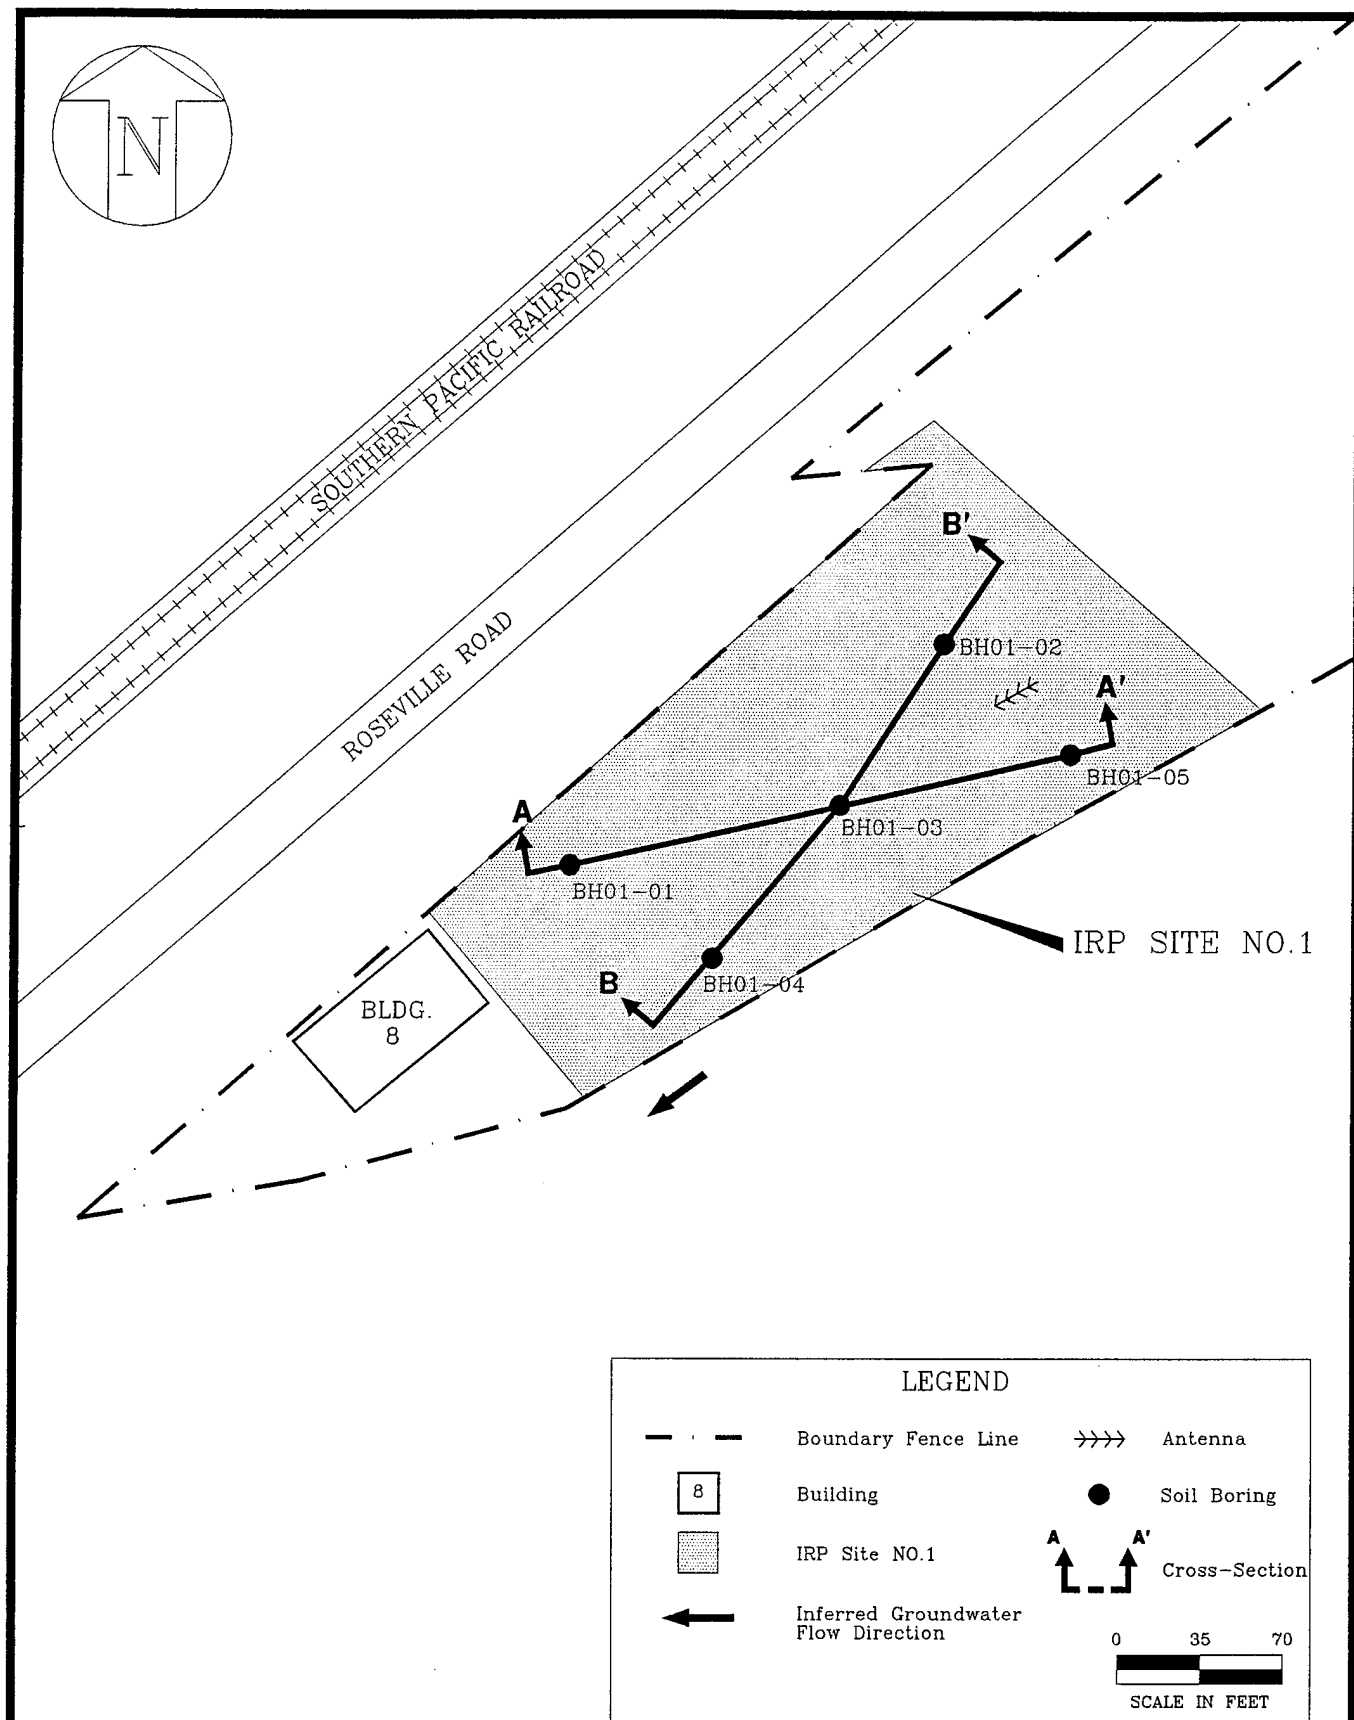 N
SOUTHERN PACIFIC RAILROAD
ROSEVILLE ROAD
B'
BH01-02
A'
BH01-05
A
BH01-03
BH01-01
IRP SITE NO.1
B
BH01-04
BLDG.
8
LEGEND
Boundary Fence Line
Antenna
8
Building
Soil Boring
IRP Site NO.1
A
A'
Cross-Section
Inferred Groundwater
Flow Direction
0
35
70
SCALE IN FEET